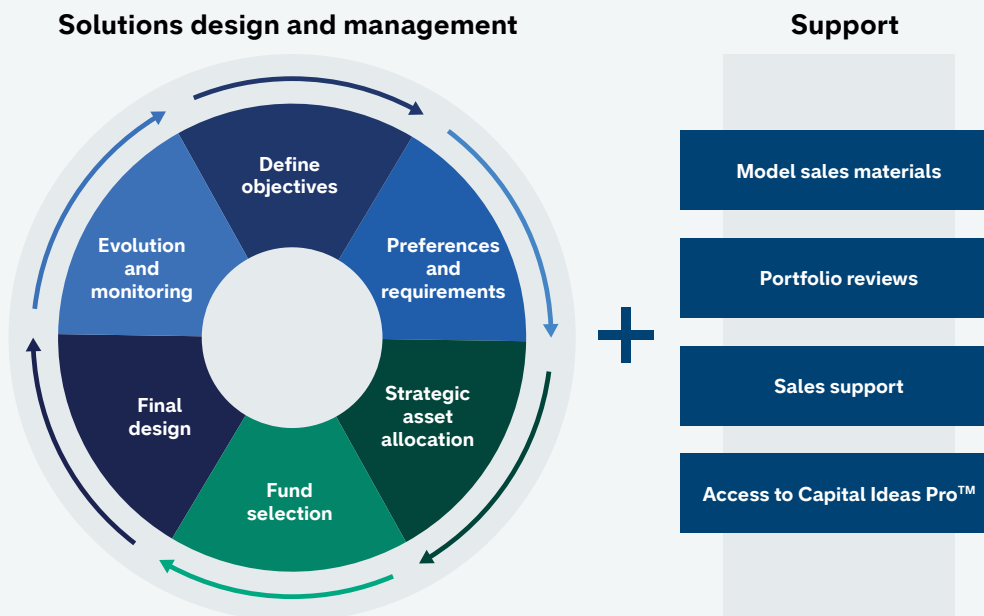 Solutions design and management
Define
objectives
Preferences
and
requirements
Strategic
asset
allocation
Fund
selection
Final
design
Evolution
and
monitoring
Support
Model sales materials
Portfolio reviews
Sales support
Access to Capital Ideas Pro™